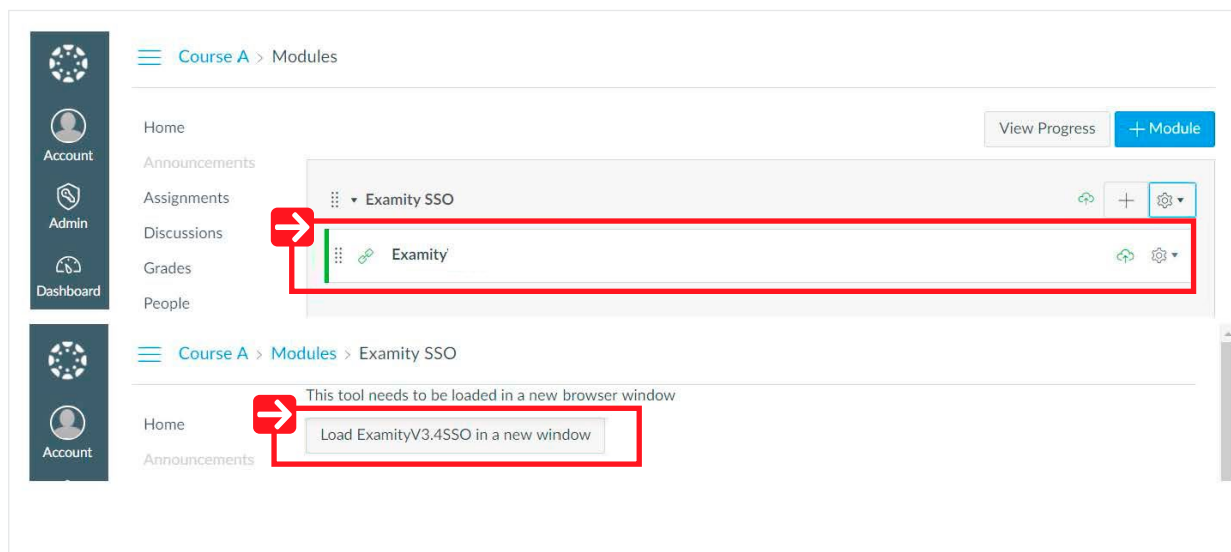 Course A > Modules
Account
Admin
Dashboard
Home
Announcements
Assignments
Discussions
Grades
People
View Progress
+ Module
Examity SSO
Examity'
Course A > Modules > Examity SSO
Account
Home
Announcements
This tool needs to be loaded in a new browser window
Load ExamityV3.4SSO in a new window